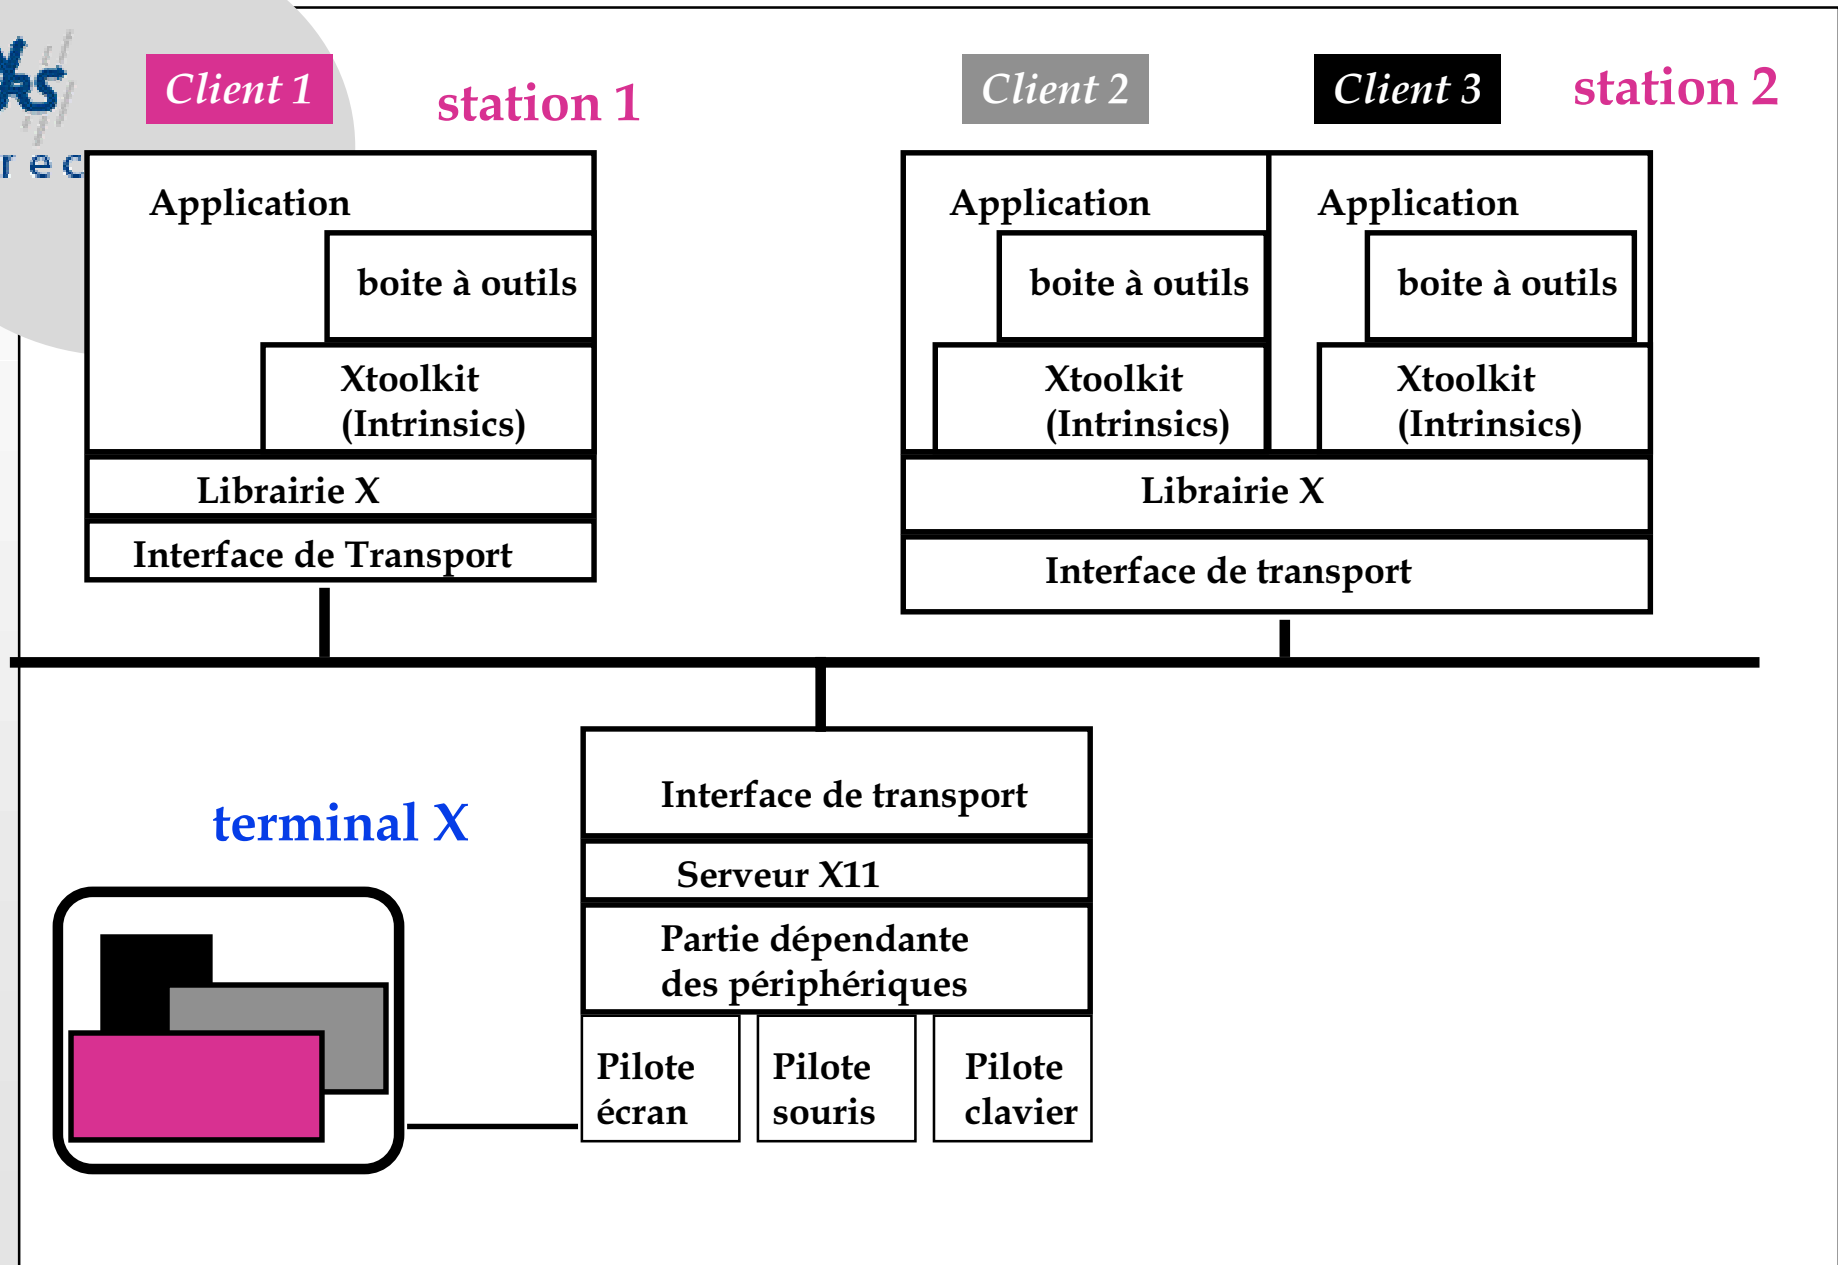 Client 1
station 1
Client 2
Client 3
station 2
Application
boite à outils
Xtoolkit
(Intrinsics)
Librairie X
Interface de Transport
Application
Application
boite à outils
boite à outils
Xtoolkit
(Intrinsics)
Xtoolkit
(Intrinsics)
Librairie X
Interface de transport
terminal X
Interface de transport
Serveur X11
Partie dépendante
des périphériques
Pilote
écran
Pilote
souris
Pilote
clavier